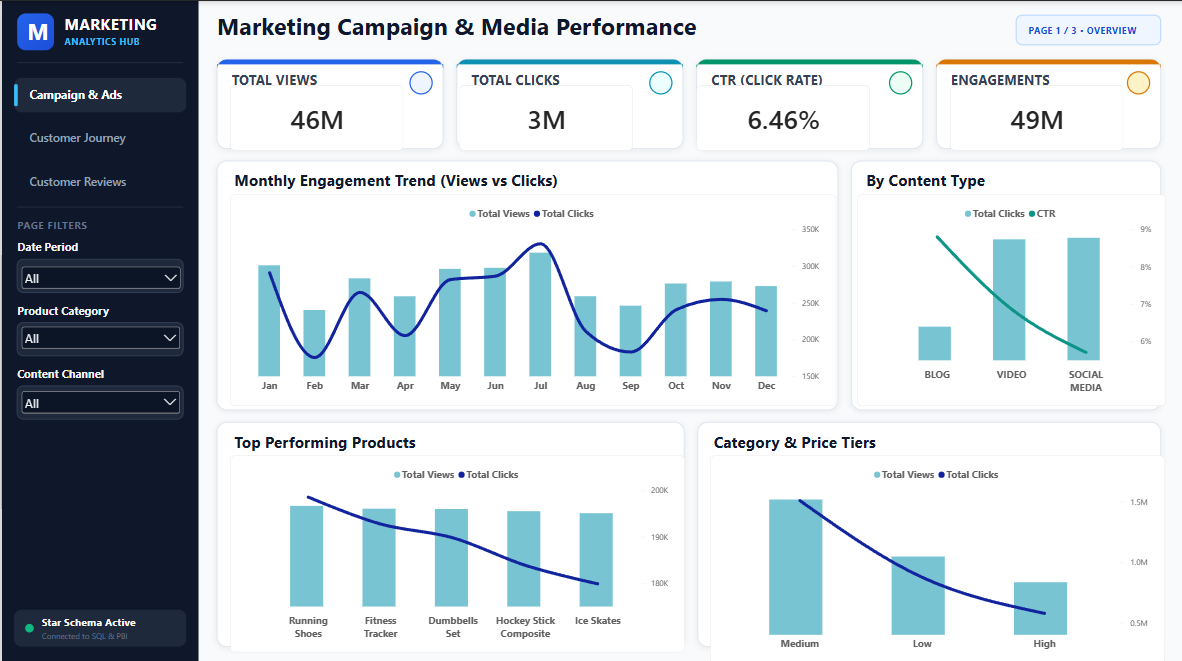 M
MARKETING
ANALYTICS HUB
Campaign & Ads
Customer Journey
Customer Reviews
PAGE FILTERS
Date Period
All
Product Category
All
Content Channel
All
Star Schema Active
Connected to SQL & PBI
Marketing Campaign & Media Performance
PAGE 1 / 3 • OVERVIEW
TOTAL VIEWS
46M
TOTAL CLICKS
3M
CTR (CLICK RATE)
6.46%
ENGAGEMENTS
49M
Monthly Engagement Trend (Views vs Clicks)
Total Views Total Clicks
350K
300K
250K
200K
150K
Jan Feb Mar Apr May Jun Jul Aug Sep Oct Nov Dec
By Content Type
Total Clicks CTR
9%
8%
7%
6%
BLOG VIDEO SOCIAL
MEDIA
Top Performing Products
Total Views Total Clicks
200K
190K
180K
Running Fitness Dumbbells Hockey Stick Ice Skates
Shoes Tracker Set Composite
Category & Price Tiers
Total Views Total Clicks
1.5M
1.0M
0.5M
Medium Low High